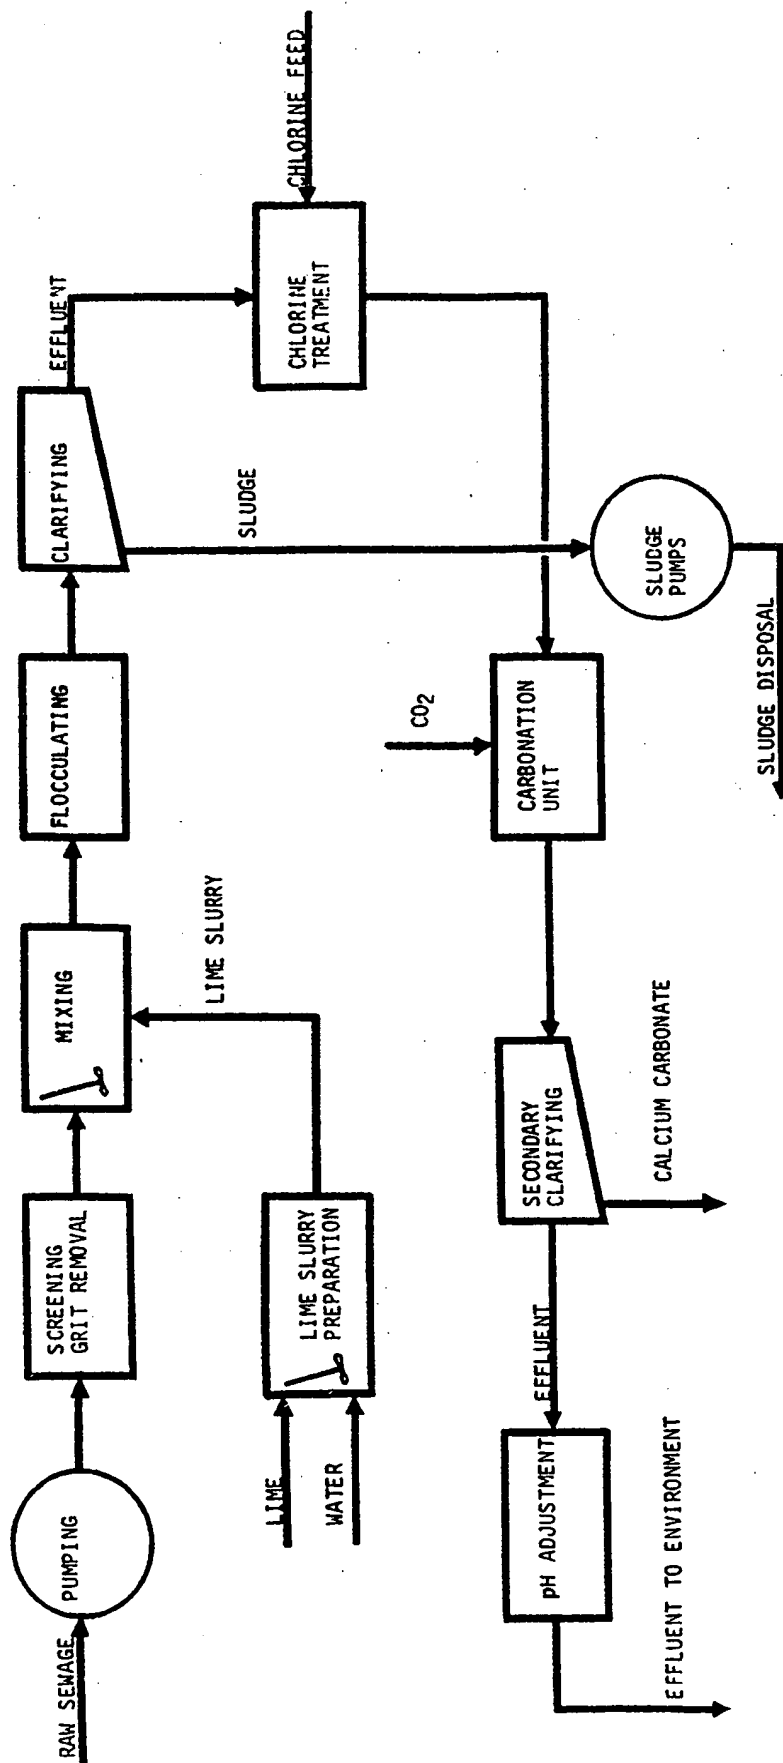 RAW SEWAGE
PUMPING
SCREENING
GRIT REMOVAL
MIXING
FLOCCULATING
CLARIFYING
EFFLUENT
LIME
WATER
LIME SLURRY
PREPARATION
LIME SLURRY
SLUDGE
CHLORINE
TREATMENT
CHLORINE FEED
CO2
CARBONATION
UNIT
SLUDGE
PUMPS
SLUDGE DISPOSAL
SECONDARY
CLARIFYING
CALCIUM CARBONATE
EFFLUENT
pH ADJUSTMENT
EFFLUENT TO ENVIRONMENT